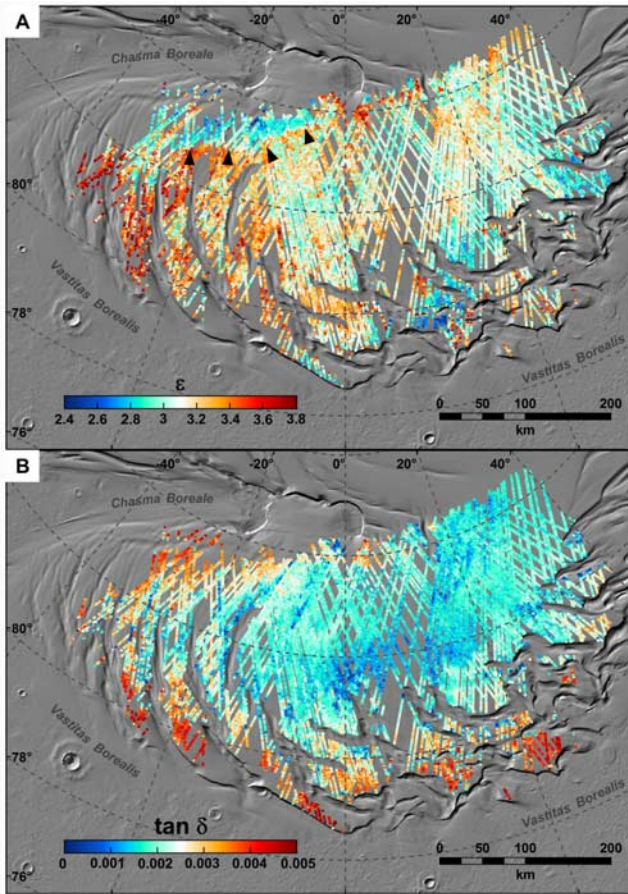 A
-40°
-20°
0°
20°
40°
Chasma Boreale
80°
78°
76°
Vastitas Borealis
Vastitas Borealis
ε
2.4 2.6 2.8 3 3.2 3.4 3.6 3.8
0 50 100 200
km
B
-40°
-20°
0°
20°
40°
Chasma Boreale
80°
78°
76°
Vastitas Borealis
Vastitas Borealis
tan δ
0 0.001 0.002 0.003 0.004 0.005
0 50 100 200
km